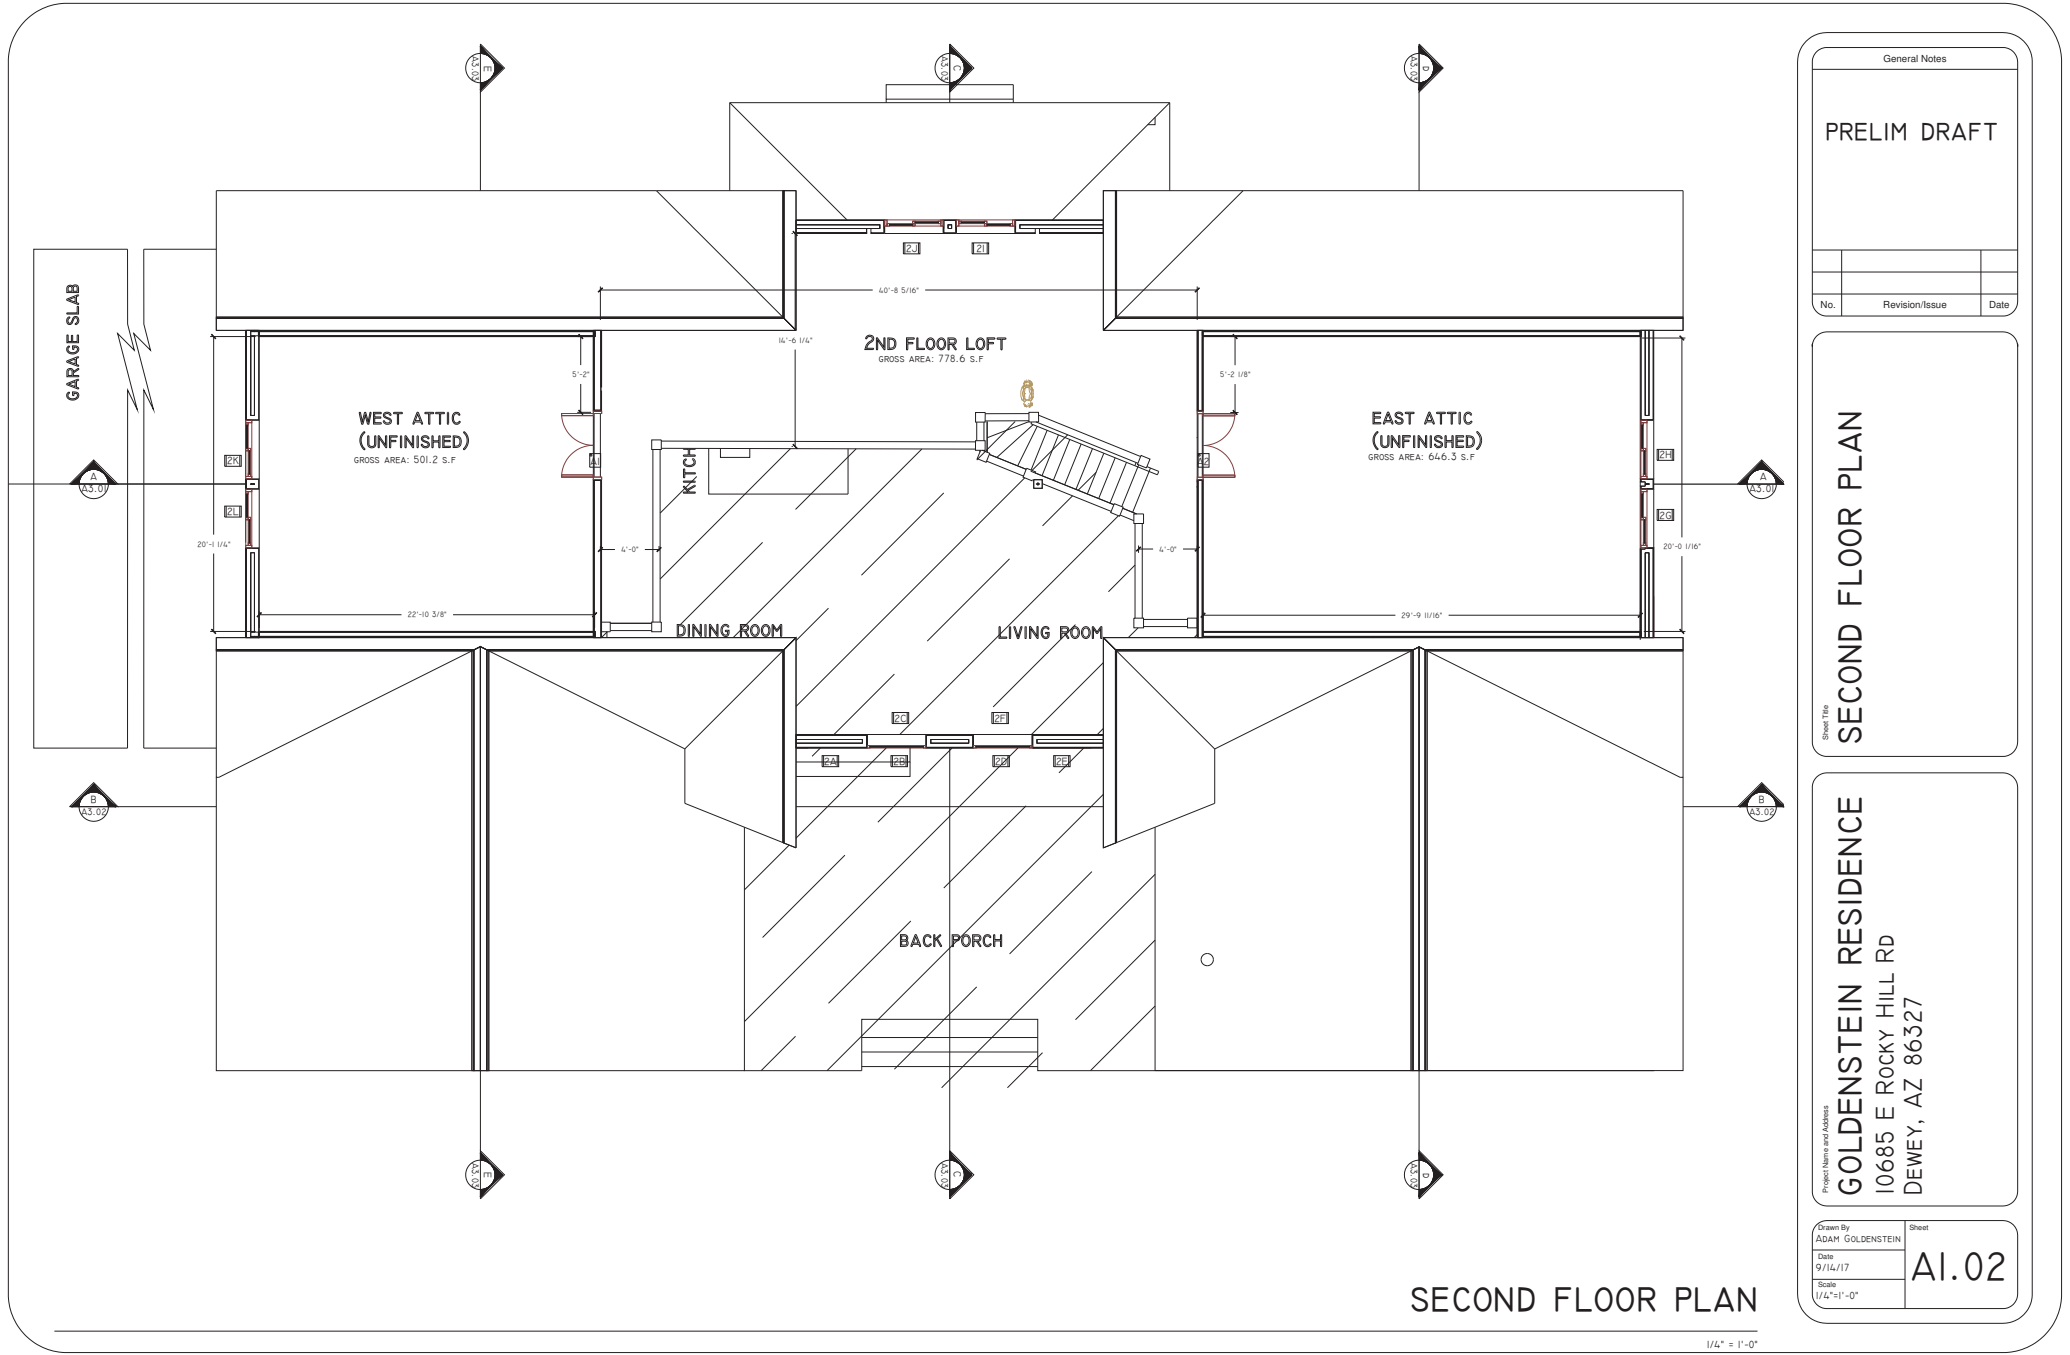 E
A3.03
C
A3.03
D
A3.03
2J
2I
40'-8 5/16"
GARAGE SLAB
14'-6 1/4"
2ND FLOOR LOFT
GROSS AREA: 778.6 S.F
5'-2"
5'-2 1/8"
WEST ATTIC
(UNFINISHED)
GROSS AREA: 501.2 S.F
EAST ATTIC
(UNFINISHED)
GROSS AREA: 646.3 S.F
2K
A1
KITCH
A2
2H
A
A3.01
A
A3.01
2L
2G
20'-1 1/4"
4'-0"
4'-0"
20'-0 1/16"
22'-10 3/8"
29'-9 11/16"
DINING ROOM
LIVING ROOM
2C
2F
2A
2B
2D
2E
B
A3.02
B
A3.02
BACK PORCH
E
A3.03
C
A3.03
D
A3.03
SECOND FLOOR PLAN
1/4" = 1'-0"
General Notes
PRELIM DRAFT
No.
Revision/Issue
Date
Sheet Title
SECOND FLOOR PLAN
Project Name and Address
GOLDENSTEIN RESIDENCE
10685 E ROCKY HILL RD
DEWEY, AZ 86327
Drawn By
ADAM GOLDENSTEIN
Date
9/14/17
Scale
1/4"=1'-0"
Sheet
A1.02